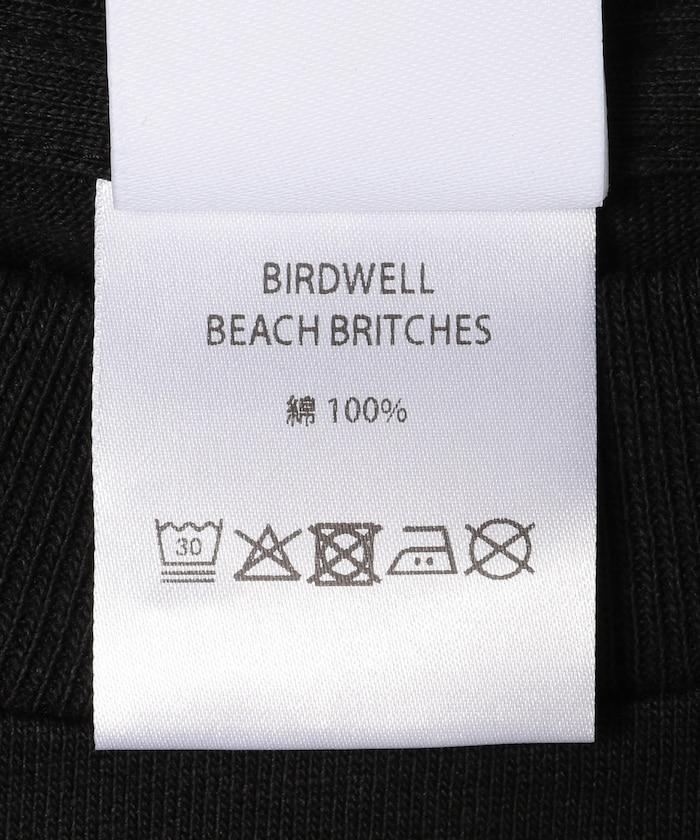 BIRDWELL
BEACH BRITCHES
綿 100%
30